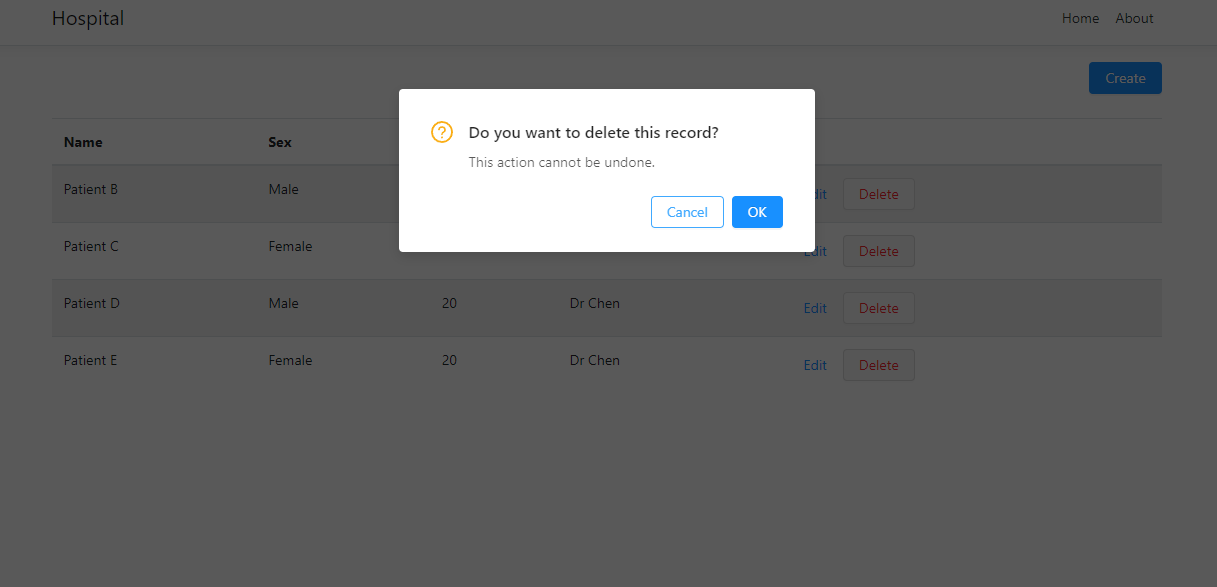 Hospital
Home About
Create
Do you want to delete this record?
This action cannot be undone.
Cancel OK
Name Sex
Patient B Male Delete
Patient C Female Edit Delete
Patient D Male 20 Dr Chen Edit Delete
Patient E Female 20 Dr Chen Edit Delete